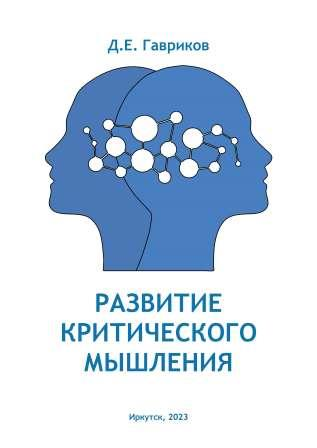 Д.Е. Гавриков
РАЗВИТИЕ
КРИТИЧЕСКОГО
МЫШЛЕНИЯ
Иркутск, 2023